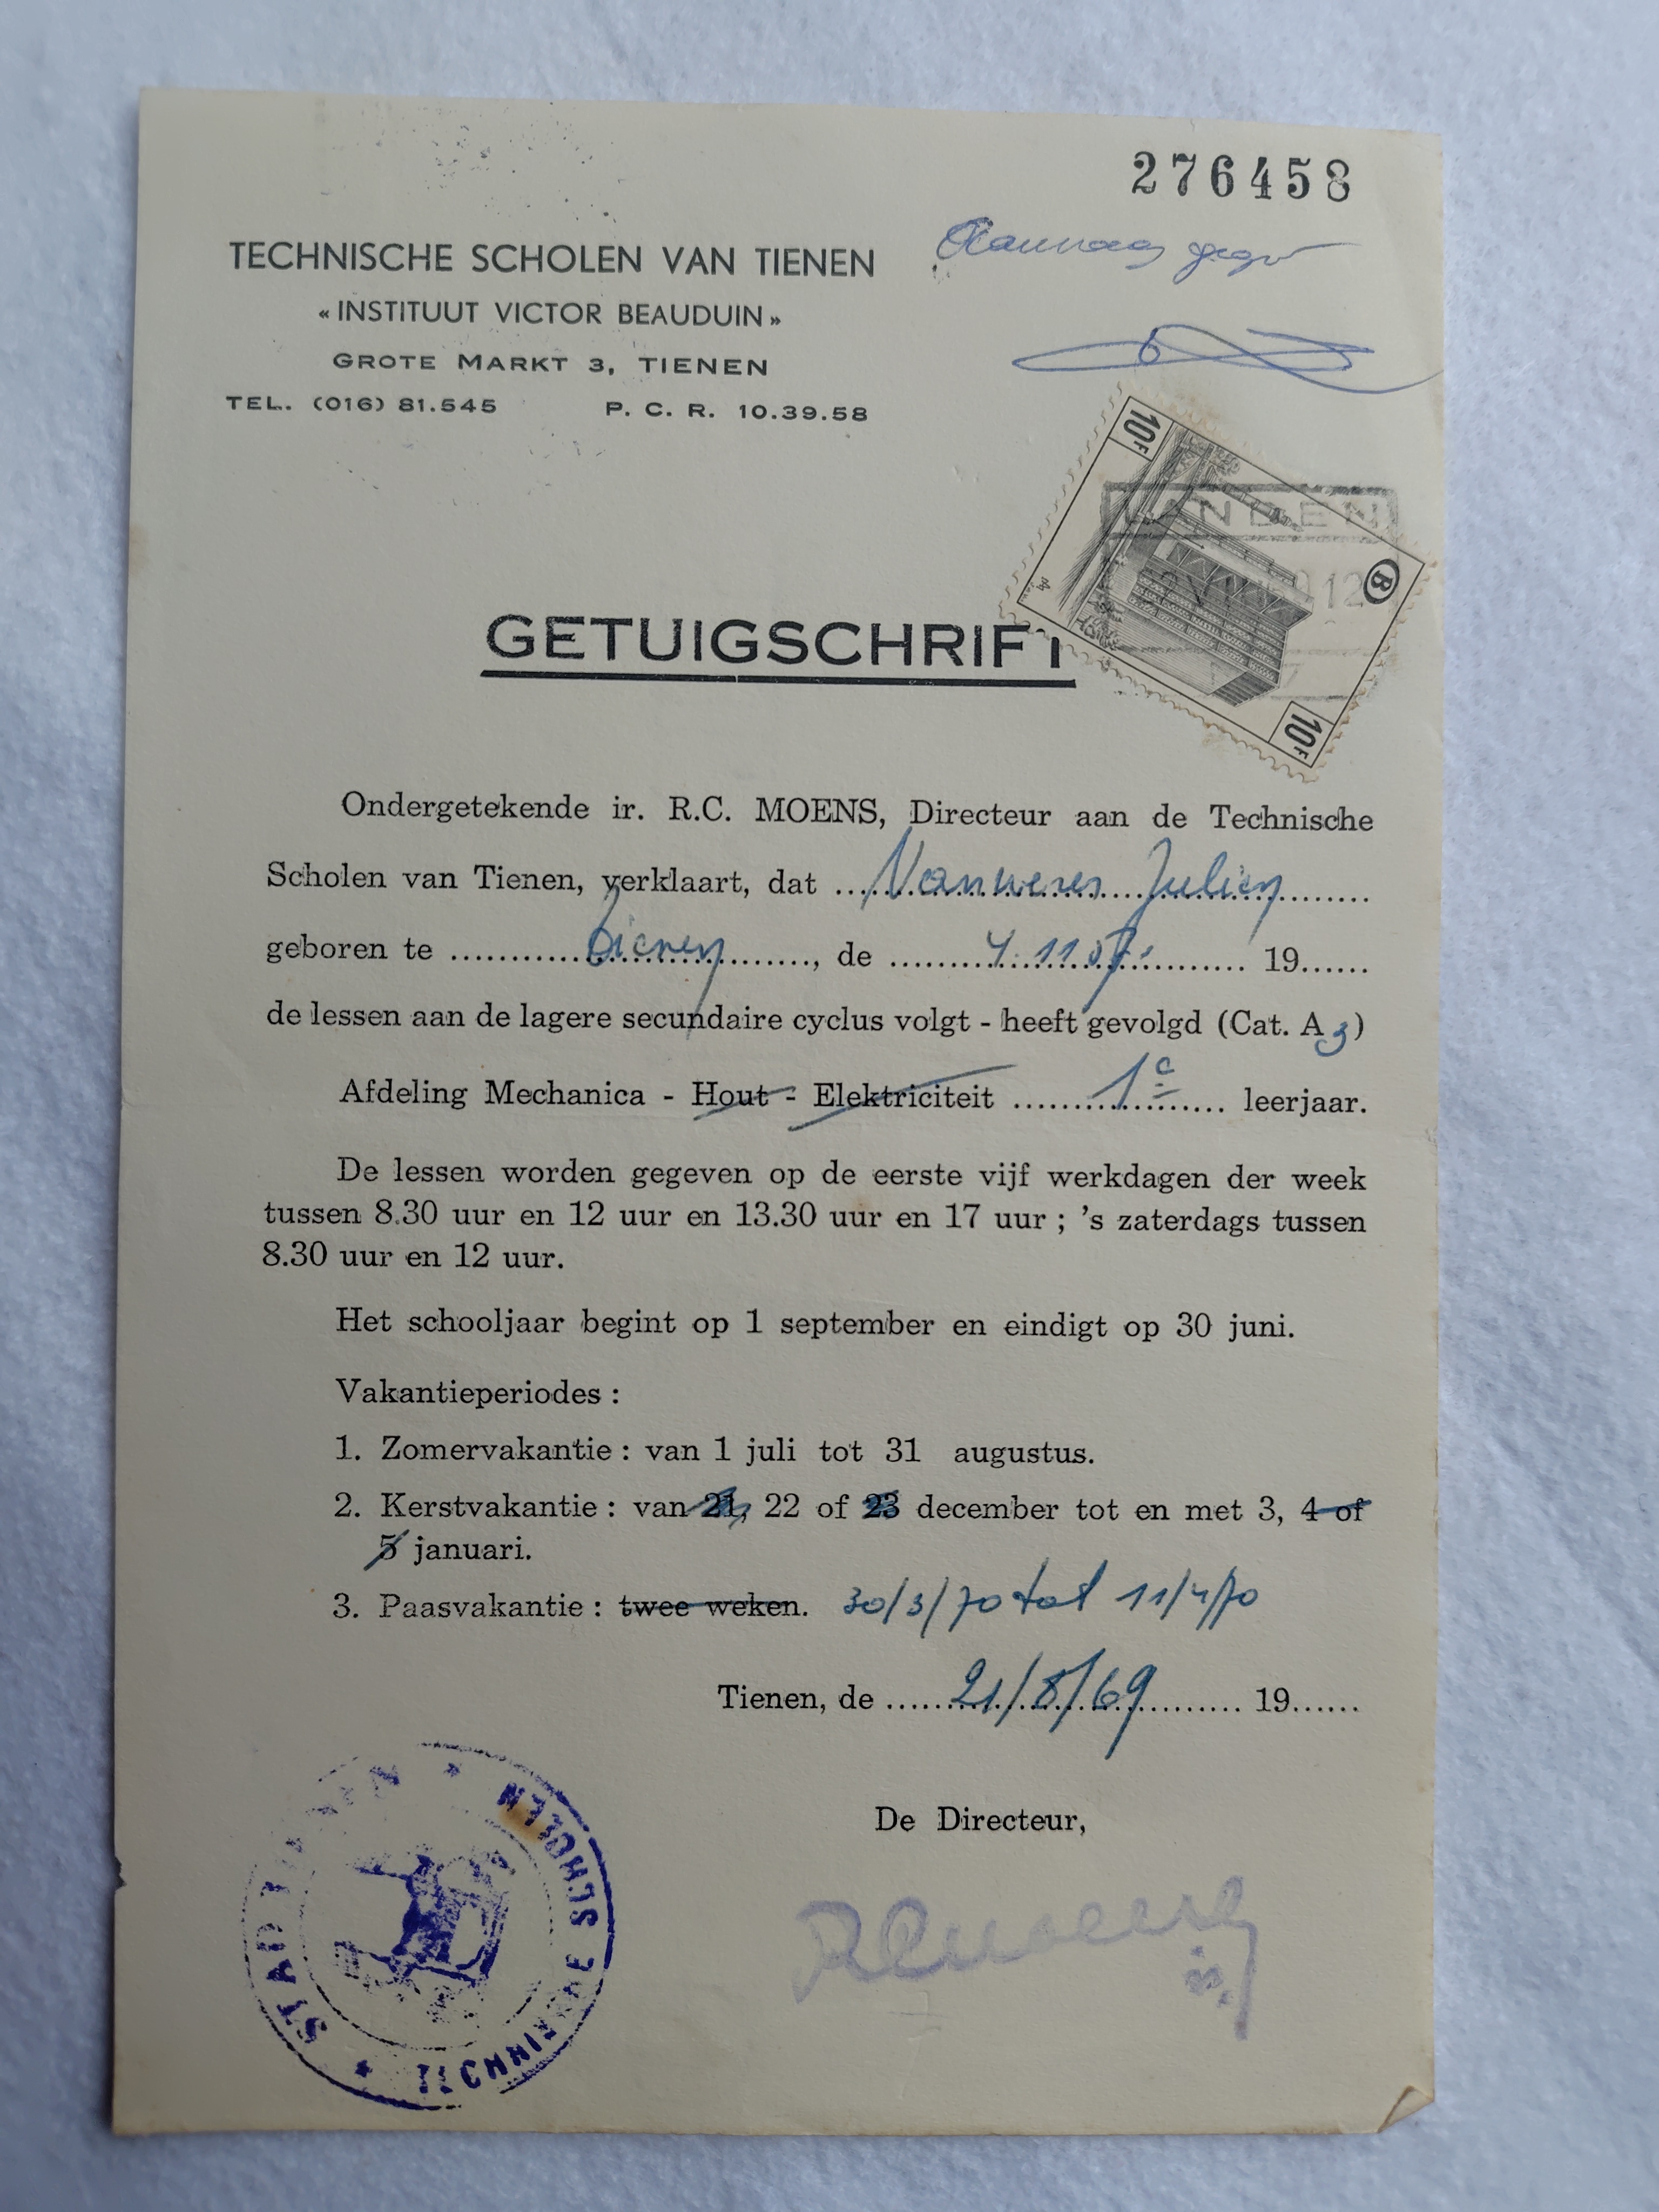 276458
TECHNISCHE SCHOLEN VAN TIENEN
« INSTITUUT VICTOR BEAUDUIN »
GROTE MARKT 3, TIENEN
TEL. (016) 81.545 P. C. R. 10.39.58
10F
B
10F
GETUIGSCHRIFT
Ondergetekende ir. R.C. MOENS, Directeur aan de Technische
Scholen van Tienen, verklaart, dat ... Julien
geboren te ... Tienen ..., de ... 19......
de lessen aan de lagere secundaire cyclus volgt - heeft gevolgd (Cat. A 3)
Afdeling Mechanica - Hout - Elektriciteit ... 1e ... leerjaar.
De lessen worden gegeven op de eerste vijf werkdagen der week
tussen 8.30 uur en 12 uur en 13.30 uur en 17 uur ; 's zaterdags tussen
8.30 uur en 12 uur.
Het schooljaar begint op 1 september en eindigt op 30 juni.
Vakantieperiodes :
1. Zomervakantie : van 1 juli tot 31 augustus.
2. Kerstvakantie : van 21, 22 of 23 december tot en met 3, 4 of
5 januari.
3. Paasvakantie : twee weken. 30/3/70 tot 11/4/70
Tienen, de ...... 21/8/69 ...... 19......
De Directeur,
STAD TIENEN * TECHNISCHE SCHOLEN *